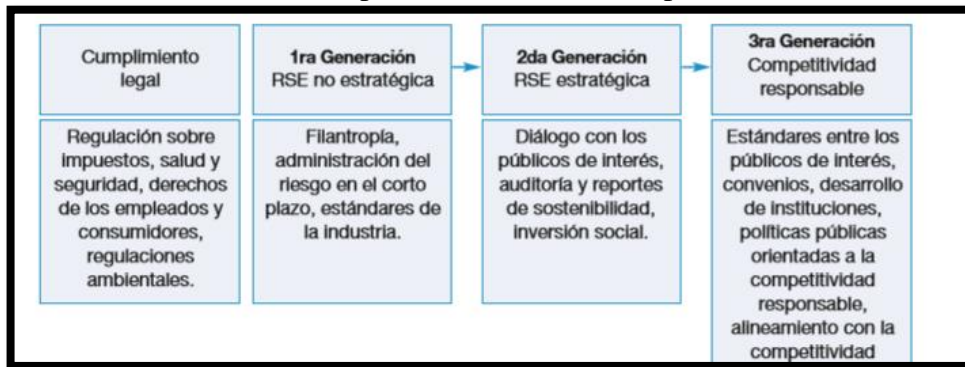 Cumplimiento
legal
Regulación sobre
impuestos, salud y
seguridad, derechos
de los empleados y
consumidores,
regulaciones
ambientales.
1ra Generación
RSE no estratégica
Filantropía,
administración del
riesgo en el corto
plazo, estándares de
la industria.
2da Generación
RSE estratégica
Diálogo con los
públicos de interés,
auditoría y reportes
de sostenibilidad,
inversión social.
3ra Generación
Competitividad
responsable
Estándares entre los
públicos de interés,
convenios, desarrollo
de instituciones,
políticas públicas
orientadas a la
competitividad
responsable,
alineamiento con la
competitividad